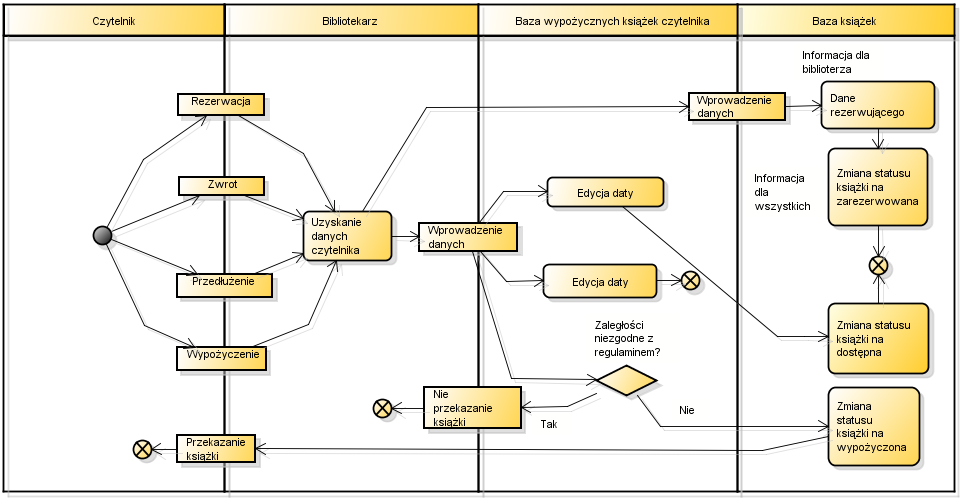 Czytelnik
Bibliotekarz
Baza wypożycznych książek czytelnika
Baza książek
Informacja dla
biblioterza
Rezerwacja
Wprowadzenie
danych
Dane
rezerwującego
Zwrot
Edycja daty
Informacja
dla
wszystkich
Zmiana statusu
książki na
zarezerwowana
Uzyskanie
danych
czytelnika
Wprowadzenie
danych
Przedłużenie
Edycja daty
Zaległości
niezgodne z
regulaminem?
Zmiana statusu
książki na
dostępna
Wypożyczenie
Nie
przekazanie
książki
Tak
Nie
Zmiana
statusu
książki na
wypożyczona
Przekazanie
książki